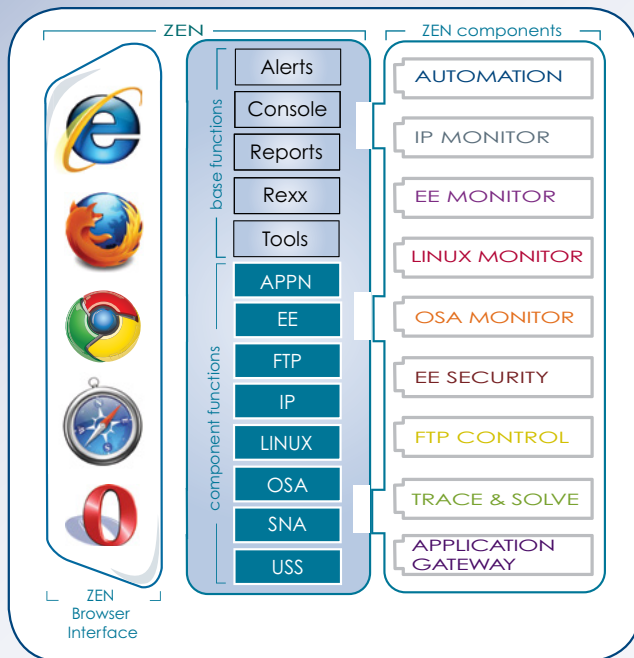 ZEN
ZEN components
base functions
Alerts
Console
Reports
Rexx
Tools
component functions
APPN
EE
FTP
IP
LINUX
OSA
SNA
USS
AUTOMATION
IP MONITOR
EE MONITOR
LINUX MONITOR
OSA MONITOR
EE SECURITY
FTP CONTROL
TRACE & SOLVE
APPLICATION
GATEWAY
ZEN
Browser
Interface